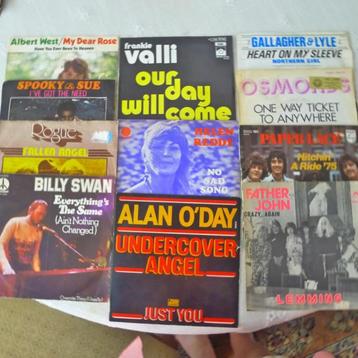 Albert West/My Dear Rose
Have You Ever Been To Heaven
SPOOKY & SUE
I'VE GOT THE NEED
Rogue
FALLEN ANGEL
BILLY SWAN
Everything's
The Same
(Ain't Nothing
Changed)
frankie
valli
our
day
will
come
HELEN
REDDY
NO
SAD
SONG
ALAN O'DAY
UNDERCOVER
ANGEL
JUST YOU
GALLAGHER & LYLE
HEART ON MY SLEEVE
NORTHERN GIRL
OSMONDS
ONE WAY TICKET
TO ANYWHERE
PAPER LACE
Hitchin'
A Ride '75
FATHER
JOHN
CRAZY, AGAIN
LEMMING